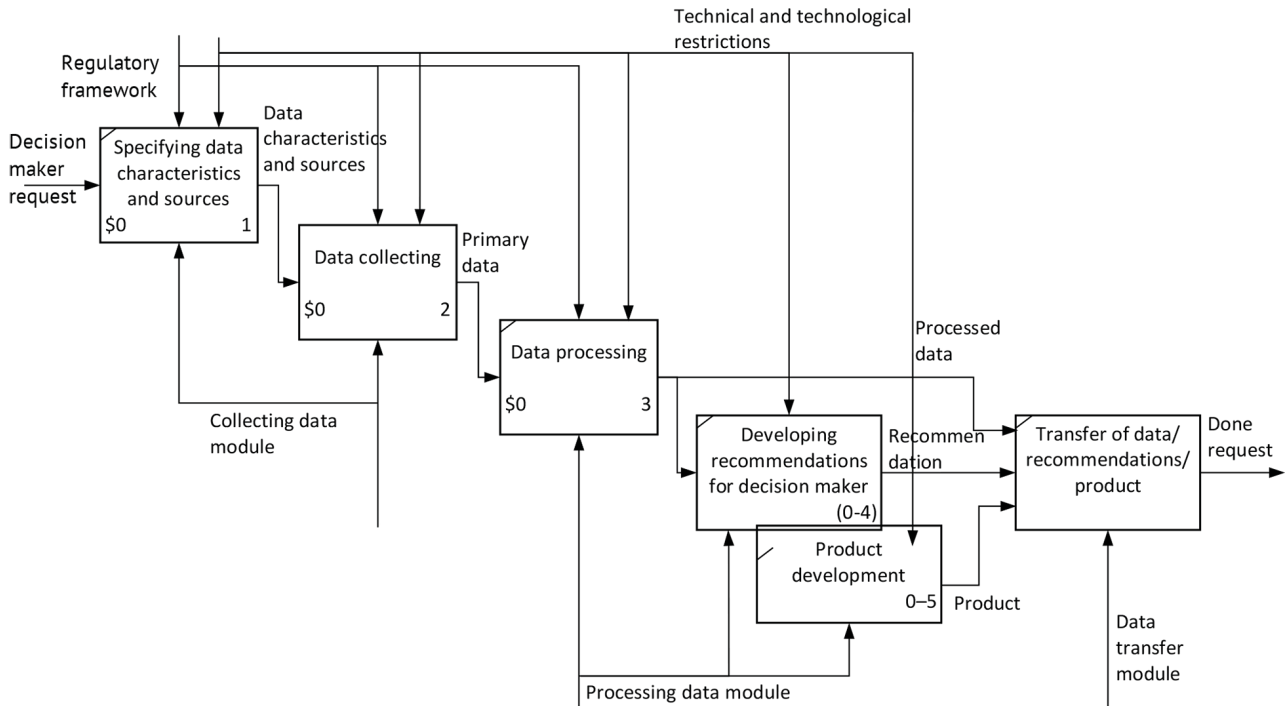 Technical and technological
restrictions
Regulatory
framework
Data
characteristics
and sources
Decision
maker
request
Specifying data
characteristics
and sources
$0 1
Primary
data
Data collecting
$0 2
Processed
data
Data processing
$0 3
Collecting data
module
Developing
recommendations
for decision maker
(0-4)
Recommen
dation
Transfer of data/
recommendations/
product
Done
request
Product
development
0–5
Product
Data
transfer
module
Processing data module